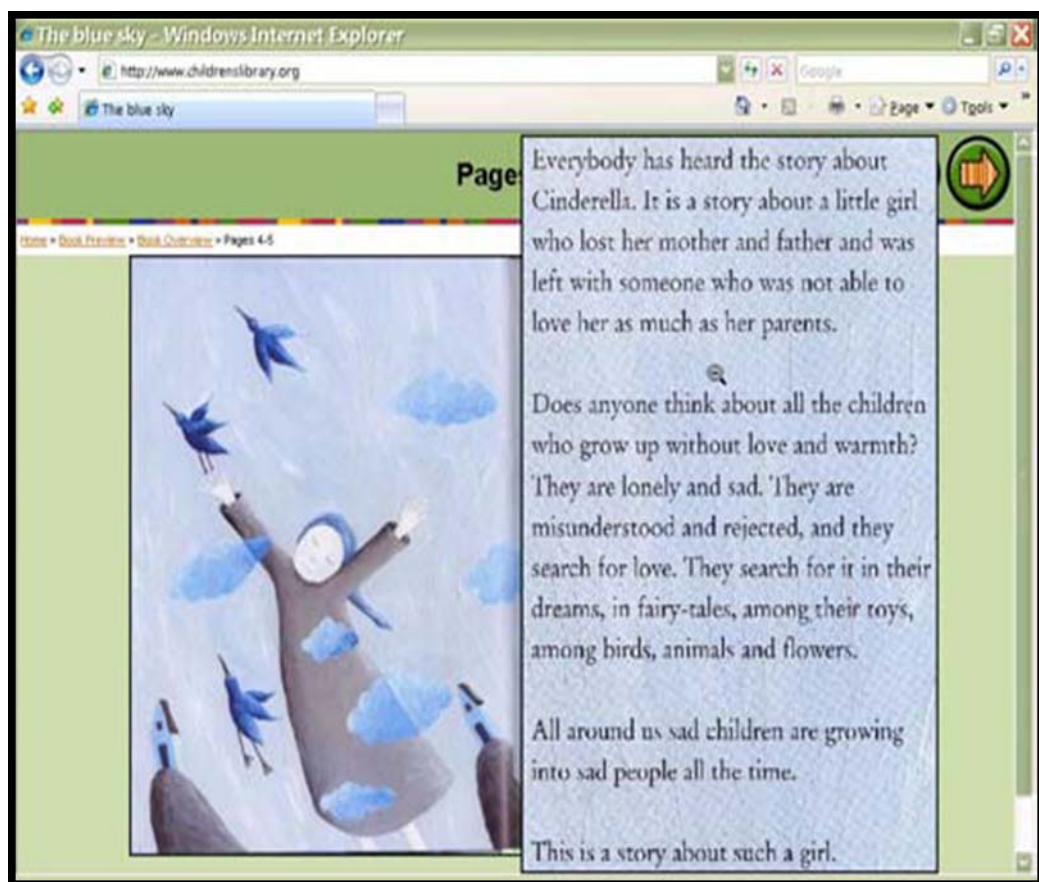 The blue sky - Windows Internet Explorer
http://www.childrenslibrary.org
Google
The blue sky
Page
Tools
Pages
Home » Book Preview » Book Overview » Pages 4-5
Everybody has heard the story about
Cinderella. It is a story about a little girl
who lost her mother and father and was
left with someone who was not able to
love her as much as her parents.
Does anyone think about all the children
who grow up without love and warmth?
They are lonely and sad. They are
misunderstood and rejected, and they
search for love. They search for it in their
dreams, in fairy-tales, among their toys,
among birds, animals and flowers.
All around us sad children are growing
into sad people all the time.
This is a story about such a girl.